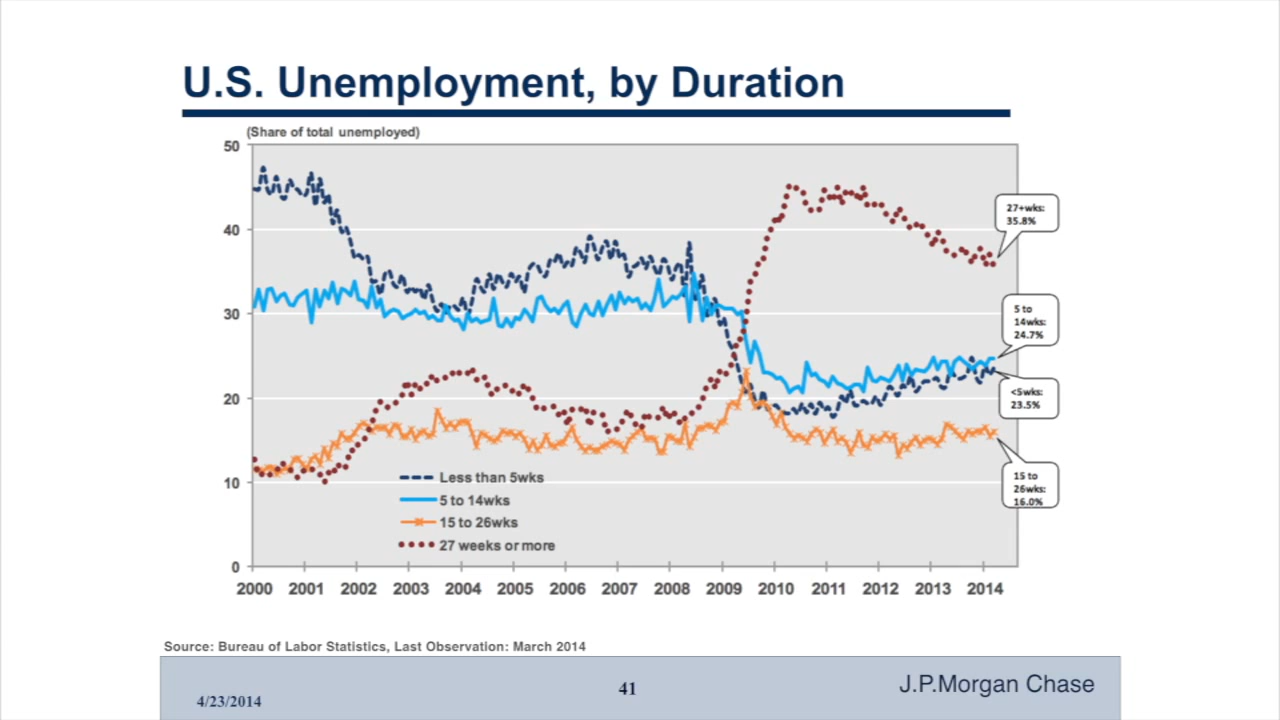 U.S. Unemployment, by Duration
(Share of total unemployed)
50
40
30
20
10
0
27+wks:
35.8%
5 to
14wks:
24.7%
<5wks:
23.5%
15 to
26wks:
16.0%
Less than 5wks
5 to 14wks
15 to 26wks
27 weeks or more
2000 2001 2002 2003 2004 2005 2006 2007 2008 2009 2010 2011 2012 2013 2014
Source: Bureau of Labor Statistics, Last Observation: March 2014
4/23/2014
41
J.P.Morgan Chase